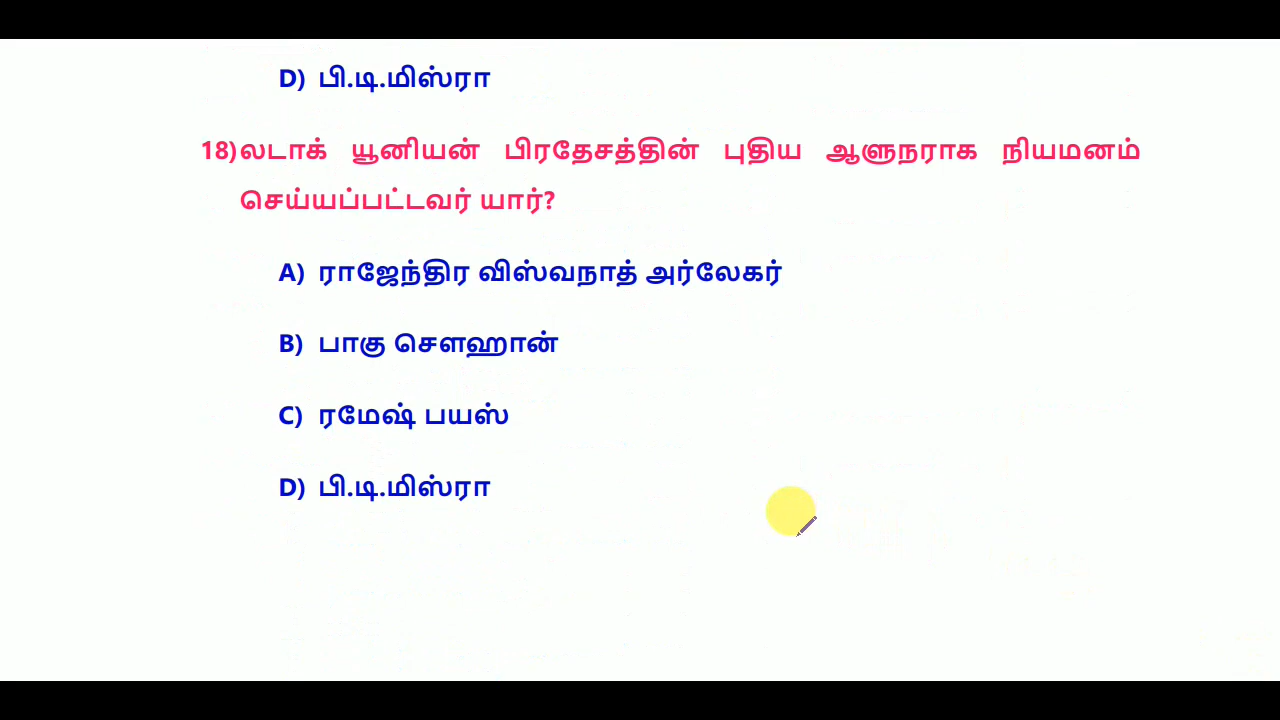 D) பி.டி.மிஸ்ரா
18)லடாக் யூனியன் பிரதேசத்தின் புதிய ஆளுநராக நியமனம்
செய்யப்பட்டவர் யார்?
A) ராஜேந்திர விஸ்வநாத் அர்லேகர்
B) பாகு சௌஹான்
C) ரமேஷ் பயஸ்
D) பி.டி.மிஸ்ரா